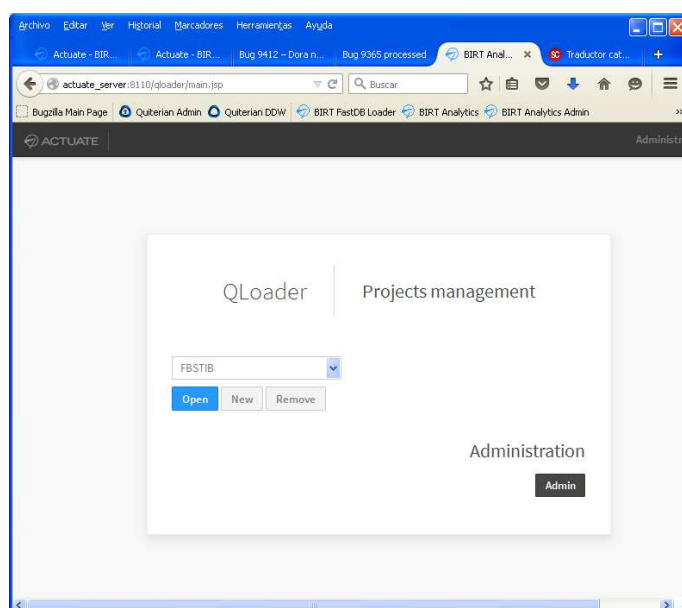 Archivo Editar Ver Historial Marcadores Herramientas Ayuda
Actuate - BIR... Actuate - BIR... Bug 9412 – Dora n... Bug 9365 processed BIRT Anal... × SC Traductor cat... +
actuate_server:8110/qloader/main.jsp Buscar
Bugzilla Main Page Quiterian Admin Quiterian DDW BIRT FastDB Loader BIRT Analytics BIRT Analytics Admin »
ACTUATE Administr
QLoader Projects management
FBSTIB
Open New Remove
Administration
Admin